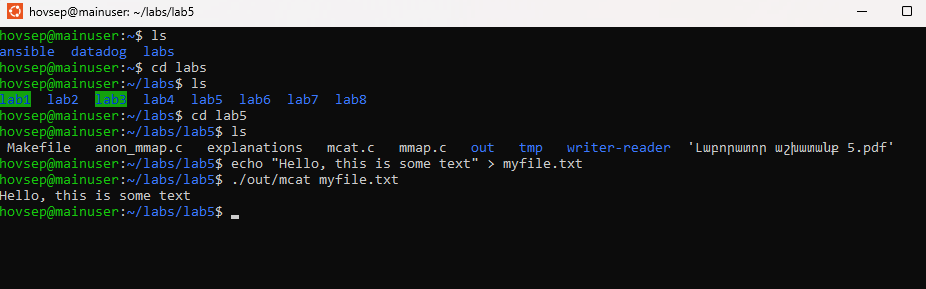 hovsep@mainuser: ~/labs/lab5
hovsep@mainuser:~$ ls
ansible  datadog  labs
hovsep@mainuser:~$ cd labs
hovsep@mainuser:~/labs$ ls
lab1  lab2  lab3  lab4  lab5  lab6  lab7  lab8
hovsep@mainuser:~/labs$ cd lab5
hovsep@mainuser:~/labs/lab5$ ls
Makefile  anon_mmap.c  explanations  mcat.c  mmap.c  out  tmp  writer-reader  'Լաբորատոր աշխատանք 5.pdf'
hovsep@mainuser:~/labs/lab5$ echo "Hello, this is some text" > myfile.txt
hovsep@mainuser:~/labs/lab5$ ./out/mcat myfile.txt
Hello, this is some text
hovsep@mainuser:~/labs/lab5$